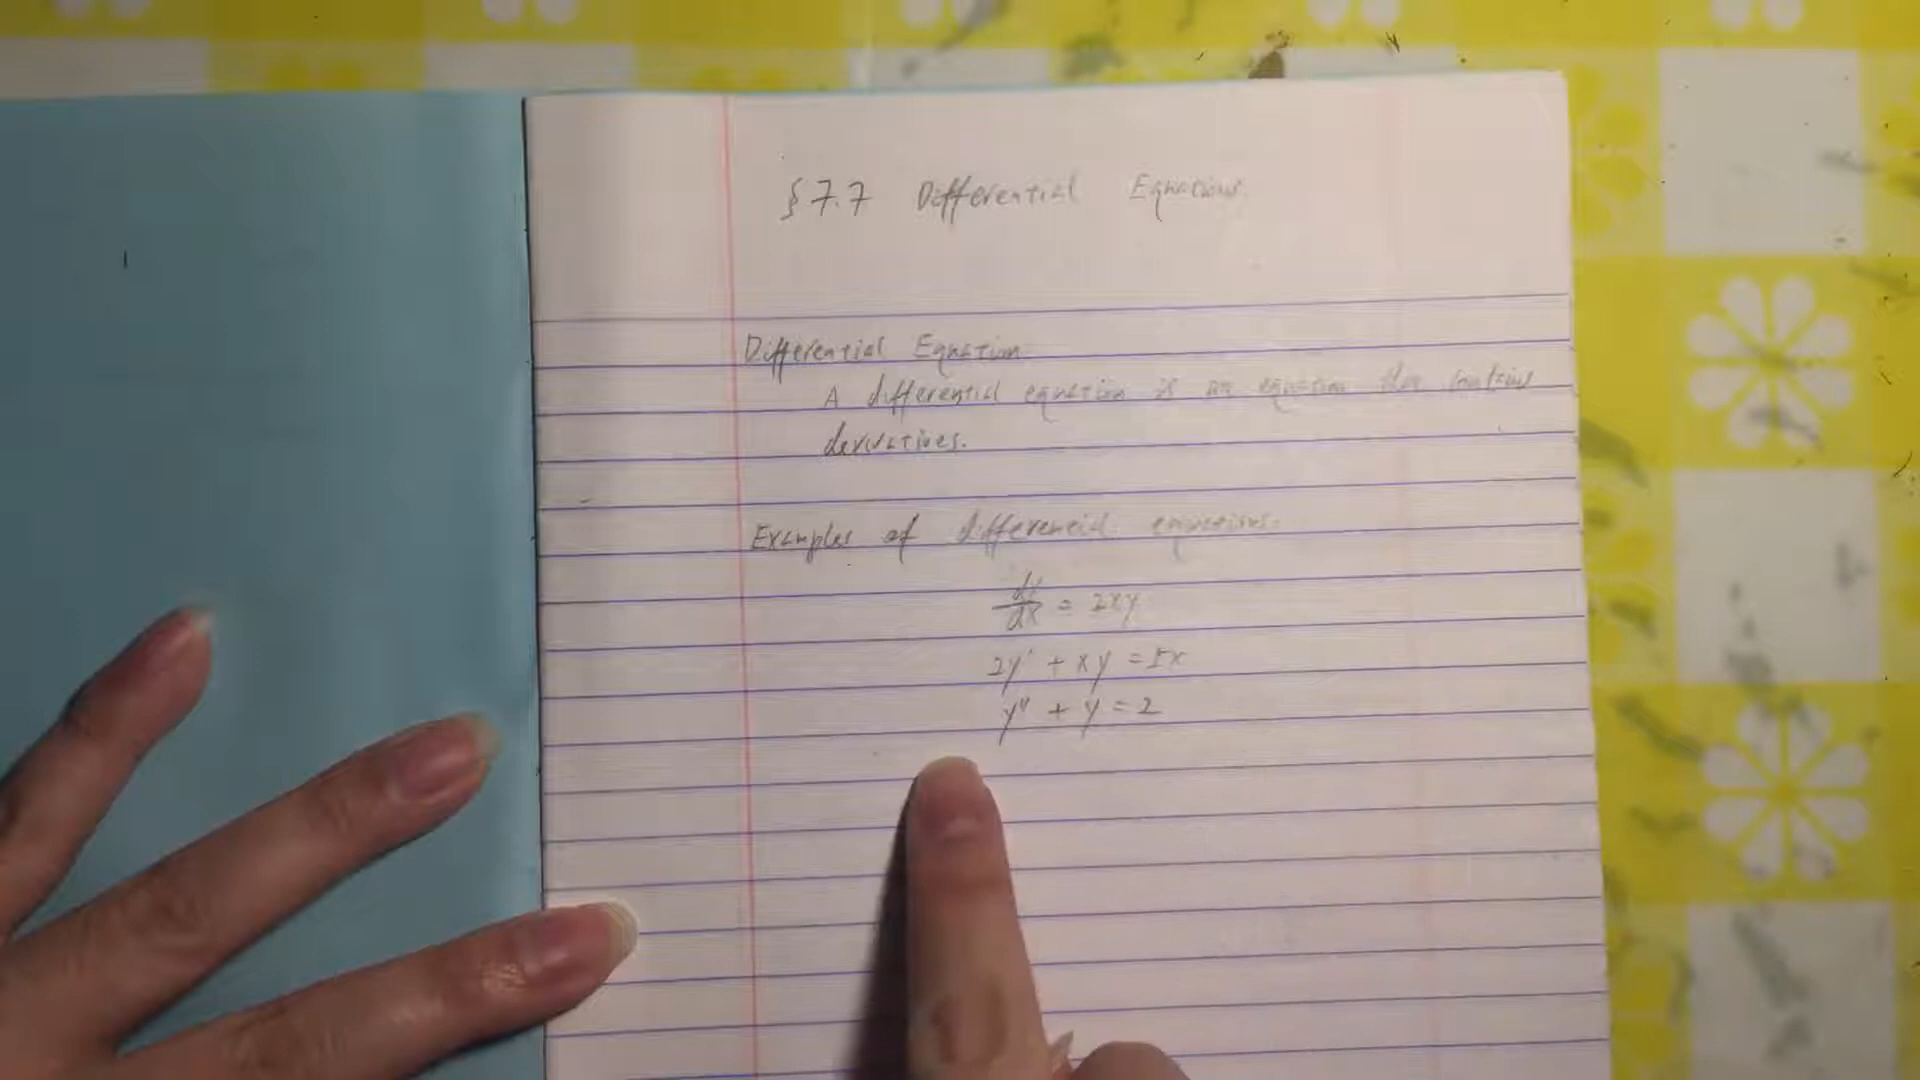 §7.7 Differential Equations
Differential Equation
A differential equation is an equation that contains
derivatives.
Examples of differential equations:
dy/dx = 2xy
2y' + xy = 5x
y'' + y = 2